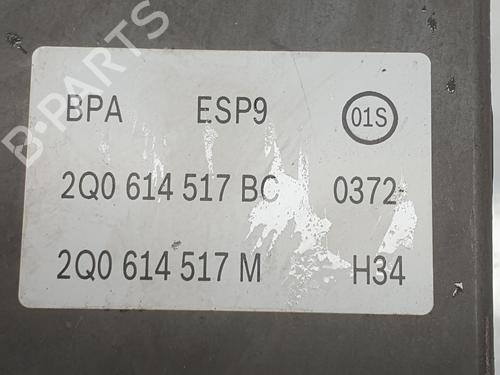 B-PARTS
BPA ESP9 01S
2Q0 614 517 BC 0372-
2Q0 614 517 M H34